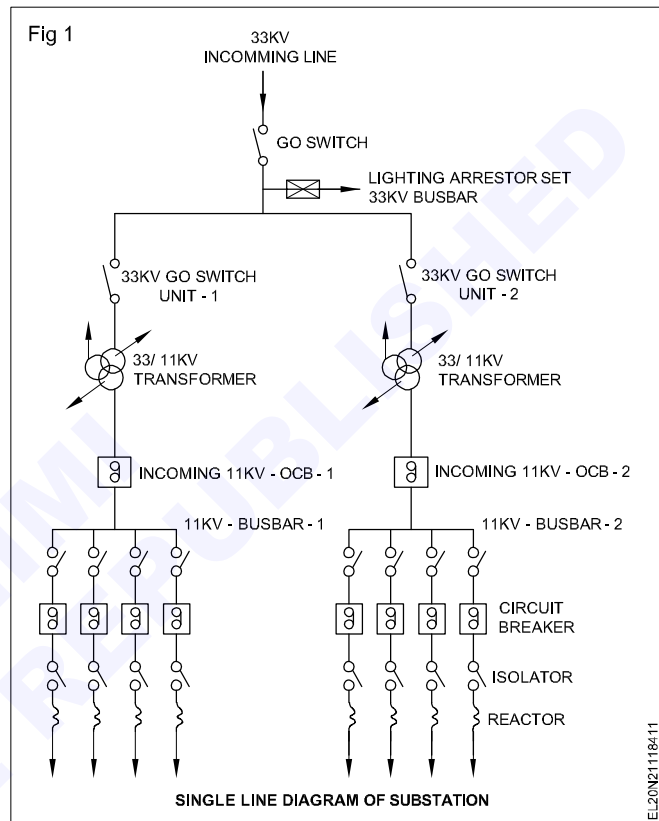 Fig 1
33KV
INCOMMING LINE
GO SWITCH
LIGHTING ARRESTOR SET
33KV BUSBAR
33KV GO SWITCH
UNIT - 1
33KV GO SWITCH
UNIT - 2
33/ 11KV
TRANSFORMER
33/ 11KV
TRANSFORMER
INCOMING 11KV - OCB - 1
INCOMING 11KV - OCB - 2
11KV - BUSBAR - 1
11KV - BUSBAR - 2
CIRCUIT
BREAKER
ISOLATOR
REACTOR
SINGLE LINE DIAGRAM OF SUBSTATION
EL20N21118411
REPUBLISHED